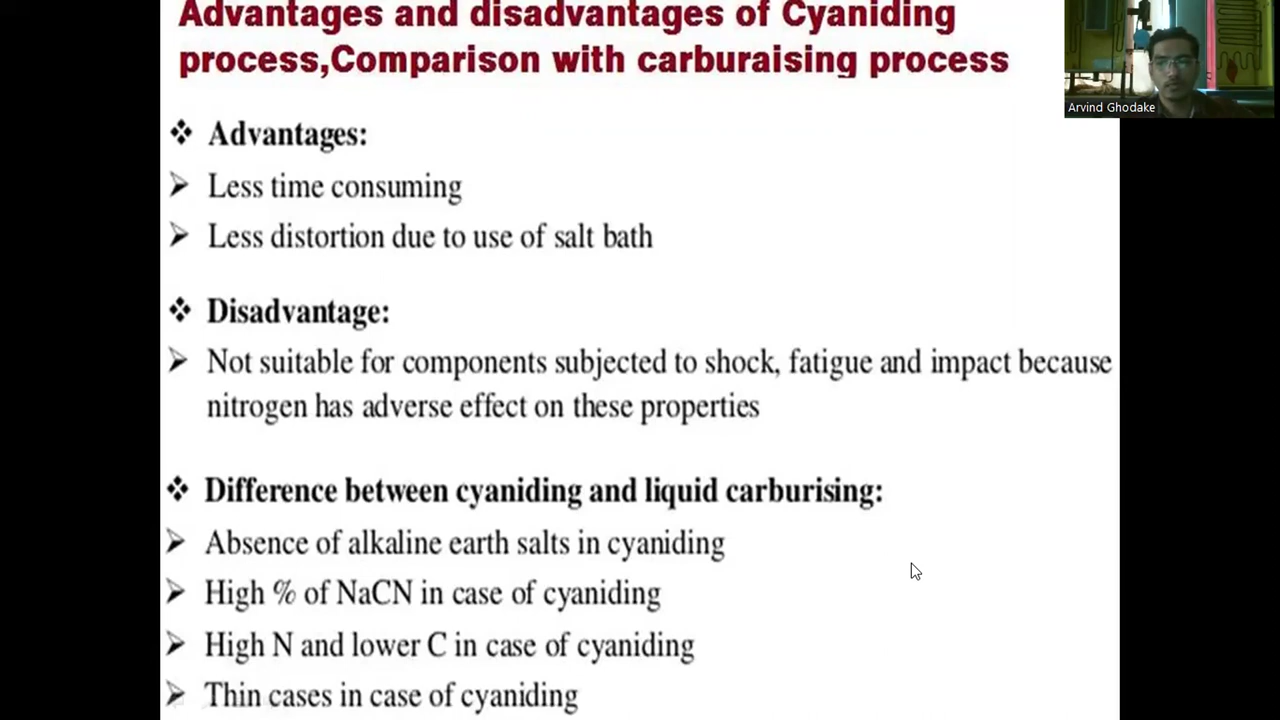 Advantages and disadvantages of Cyaniding
process,Comparison with carburaising process
Arvind Ghodake
Advantages:
Less time consuming
Less distortion due to use of salt bath
Disadvantage:
Not suitable for components subjected to shock, fatigue and impact because
nitrogen has adverse effect on these properties
Difference between cyaniding and liquid carburising:
Absence of alkaline earth salts in cyaniding
High % of NaCN in case of cyaniding
High N and lower C in case of cyaniding
Thin cases in case of cyaniding